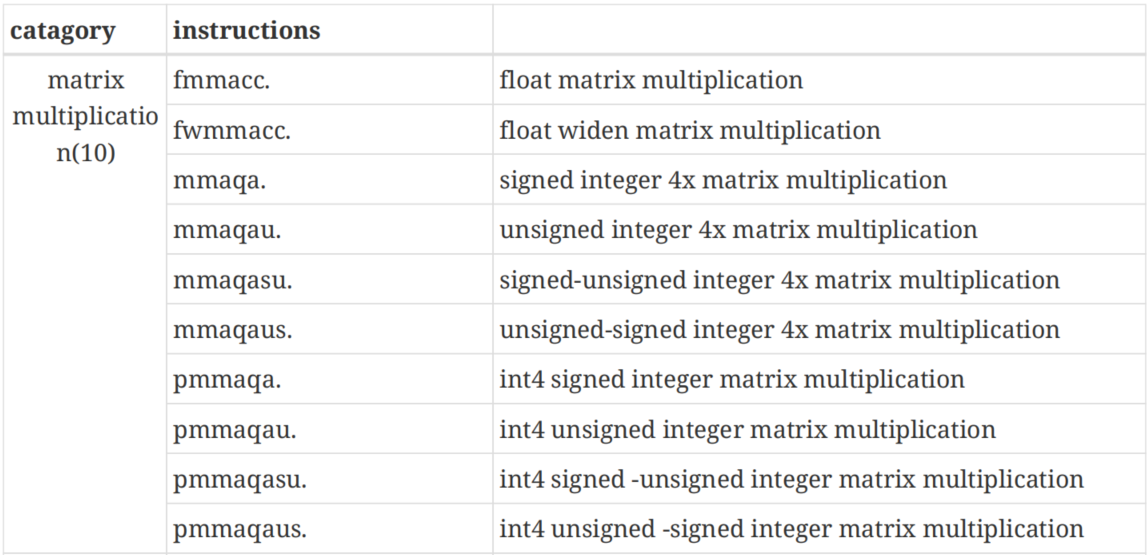 catagory instructions
matrix multiplicatio n(10) fmmacc. float matrix multiplication
fwmmacc. float widen matrix multiplication
mmaqa. signed integer 4x matrix multiplication
mmaqau. unsigned integer 4x matrix multiplication
mmaqasu. signed-unsigned integer 4x matrix multiplication
mmaqaus. unsigned-signed integer 4x matrix multiplication
pmmaqa. int4 signed integer matrix multiplication
pmmaqau. int4 unsigned integer matrix multiplication
pmmaqasu. int4 signed -unsigned integer matrix multiplication
pmmaqaus. int4 unsigned -signed integer matrix multiplication